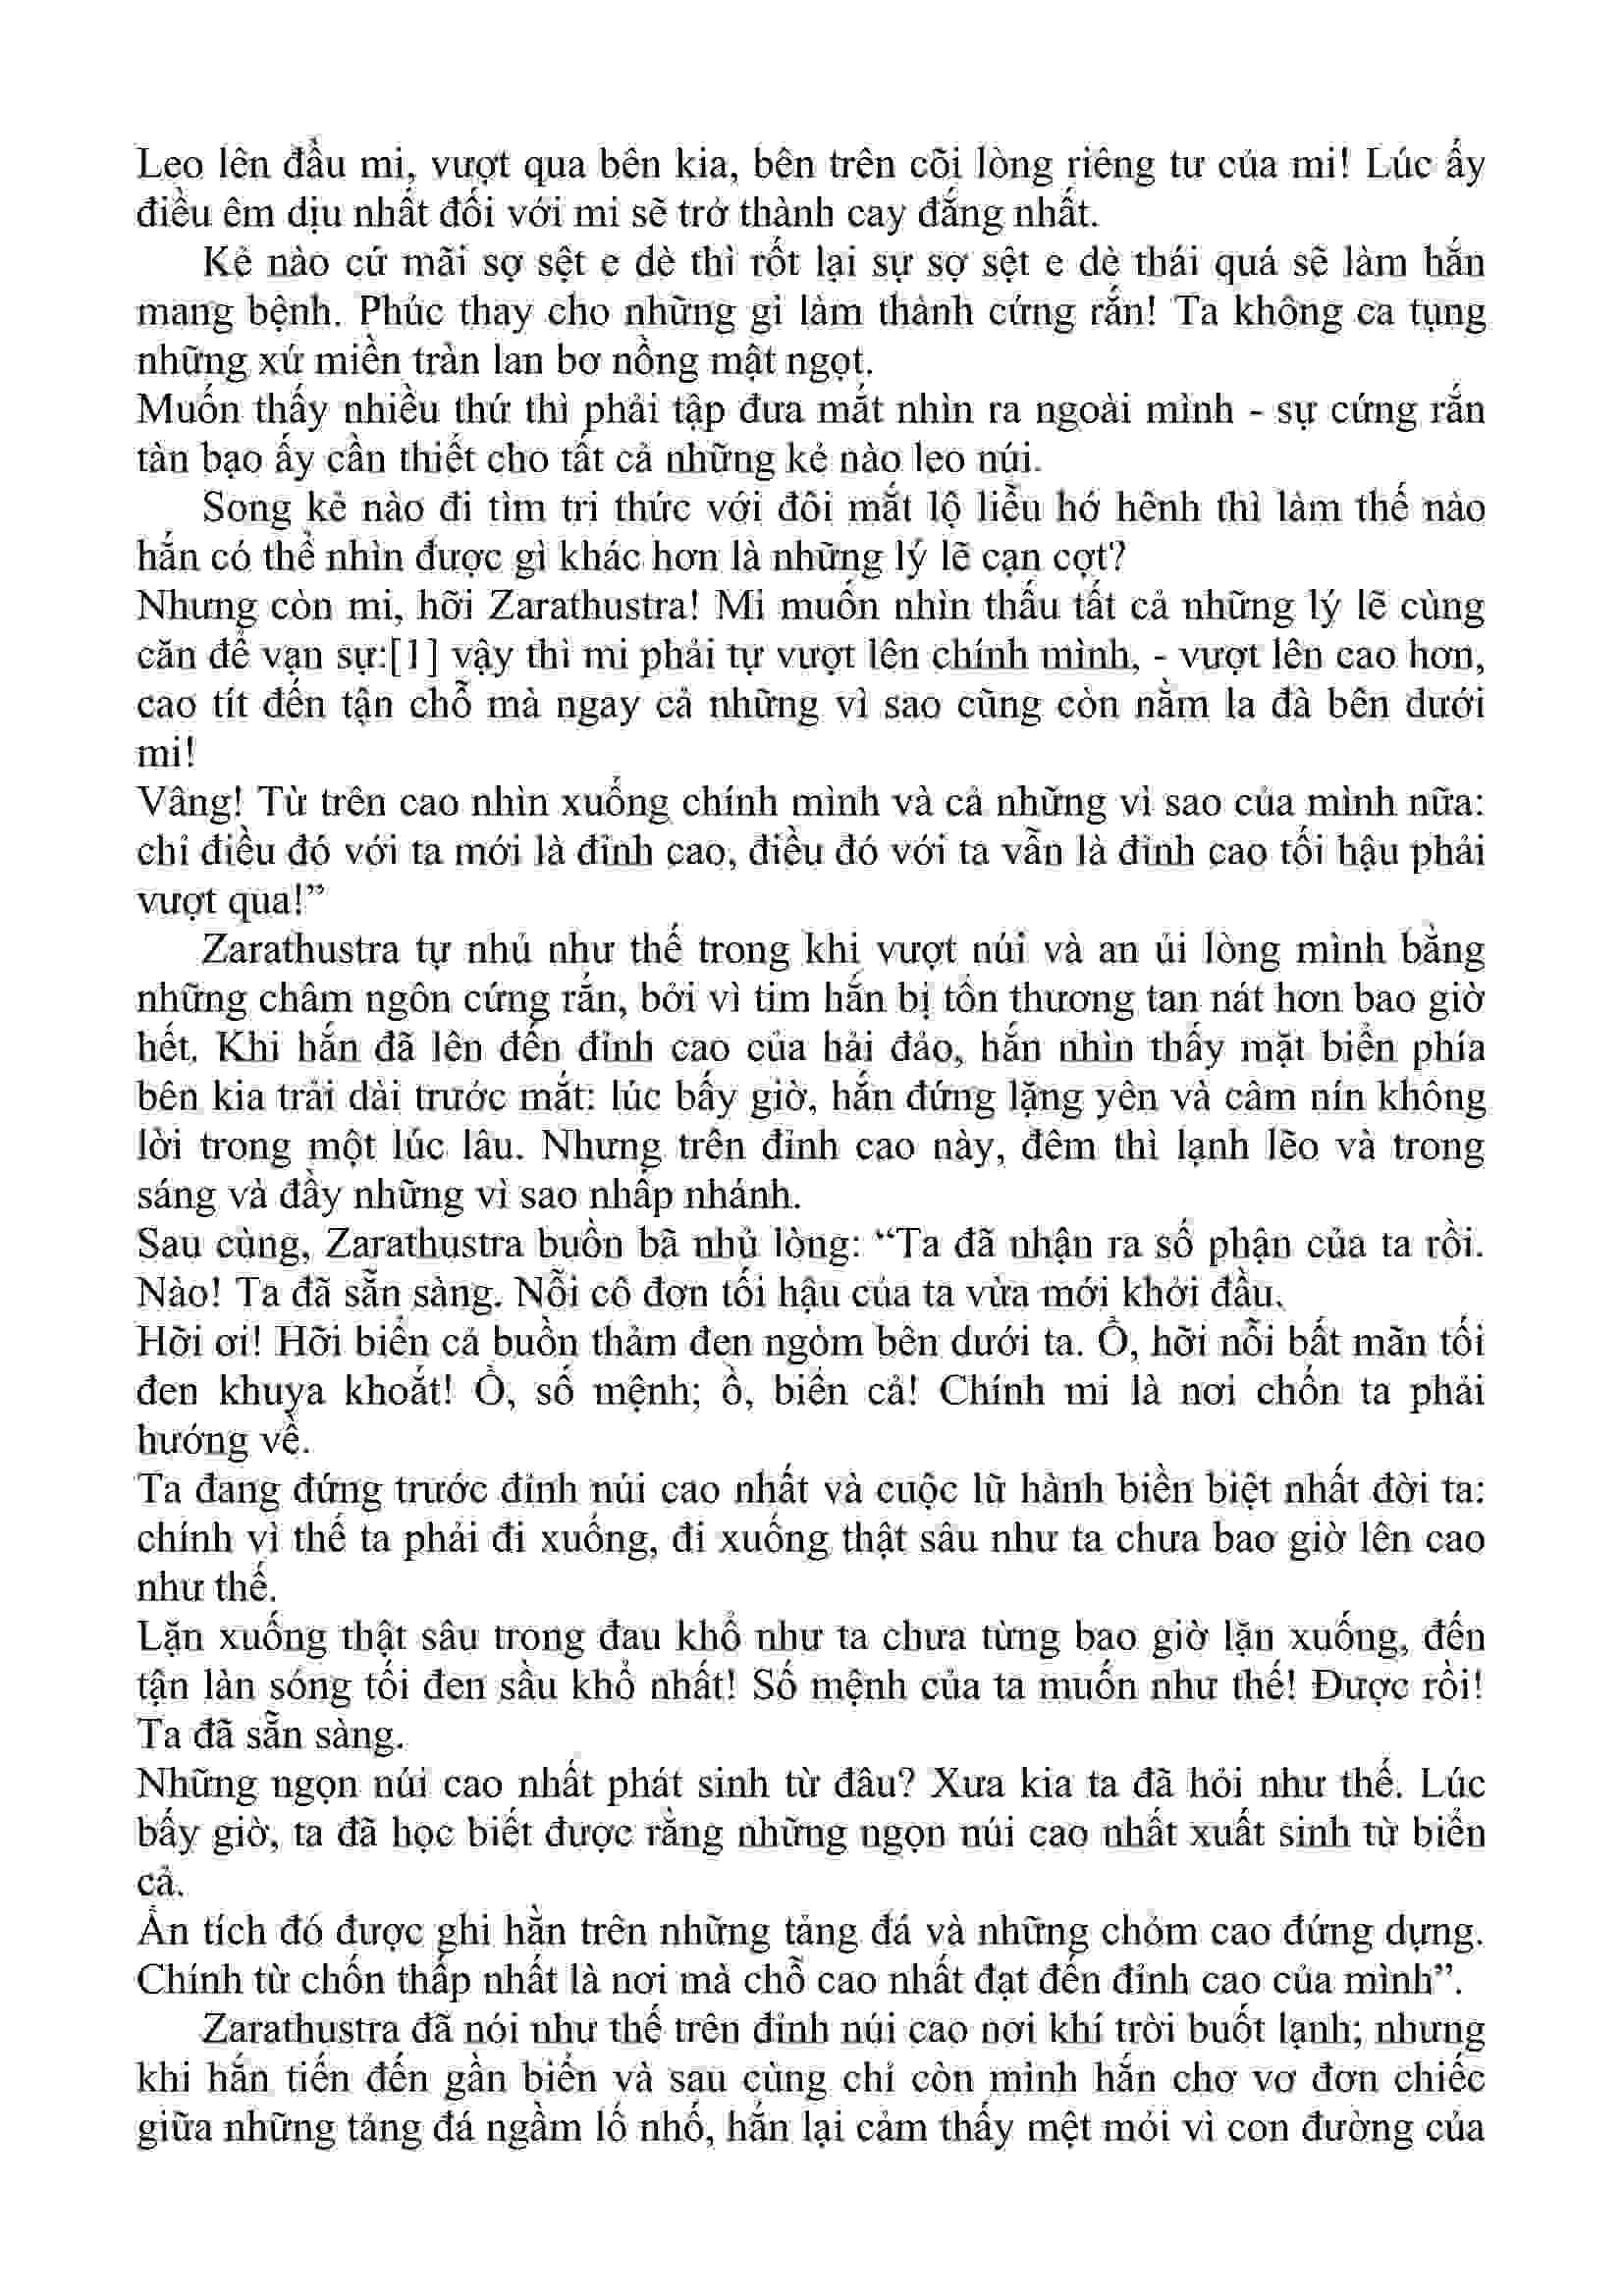 Leo lên đầu mi, vượt qua bên kia, bên trên cõi lòng riêng tư của mi! Lúc ấy
điều êm dịu nhất đối với mi sẽ trở thành cay đắng nhất.
Kẻ nào cứ mãi sợ sệt e dè thì rốt lại sự sợ sệt e dè thái quá sẽ làm hắn
mang bệnh. Phúc thay cho những gì làm thành cứng rắn! Ta không ca tụng
những xứ miền tràn lan bơ nồng mật ngọt.
Muốn thấy nhiều thứ thì phải tập đưa mắt nhìn ra ngoài mình - sự cứng rắn
tàn bạo ấy cần thiết cho tất cả những kẻ nào leo núi.
Song kẻ nào đi tìm tri thức với đôi mắt lộ liễu hớ hênh thì làm thế nào
hắn có thể nhìn được gì khác hơn là những lý lẽ cạn cợt?
Nhưng còn mi, hỡi Zarathustra! Mi muốn nhìn thấu tất cả những lý lẽ cùng
căn để vạn sự:[1] vậy thì mi phải tự vượt lên chính mình, - vượt lên cao hơn,
cao tít đến tận chỗ mà ngay cả những vì sao cũng còn nằm la đà bên dưới
mi!
Vâng! Từ trên cao nhìn xuống chính mình và cả những vì sao của mình nữa:
chỉ điều đó với ta mới là đỉnh cao, điều đó với ta vẫn là đỉnh cao tối hậu phải
vượt qua!”
Zarathustra tự nhủ như thế trong khi vượt núi và an ủi lòng mình bằng
những châm ngôn cứng rắn, bởi vì tim hắn bị tổn thương tan nát hơn bao giờ
hết. Khi hắn đã lên đến đỉnh cao của hải đảo, hắn nhìn thấy mặt biển phía
bên kia trải dài trước mắt: lúc bấy giờ, hắn đứng lặng yên và câm nín không
lời trong một lúc lâu. Nhưng trên đỉnh cao này, đêm thì lạnh lẽo và trong
sáng và đầy những vì sao nhấp nhánh.
Sau cùng, Zarathustra buồn bã nhủ lòng: “Ta đã nhận ra số phận của ta rồi.
Nào! Ta đã sẵn sàng. Nỗi cô đơn tối hậu của ta vừa mới khởi đầu.
Hỡi ơi! Hỡi biển cả buồn thảm đen ngòm bên dưới ta. Ồ, hỡi nỗi bất mãn tối
đen khuya khoắt! Ồ, số mệnh; ồ, biển cả! Chính mi là nơi chốn ta phải
hướng về.
Ta đang đứng trước đỉnh núi cao nhất và cuộc lữ hành biền biệt nhất đời ta:
chính vì thế ta phải đi xuống, đi xuống thật sâu như ta chưa bao giờ lên cao
như thế.
Lặn xuống thật sâu trong đau khổ như ta chưa từng bao giờ lặn xuống, đến
tận làn sóng tối đen sầu khổ nhất! Số mệnh của ta muốn như thế! Được rồi!
Ta đã sẵn sàng.
Những ngọn núi cao nhất phát sinh từ đâu? Xưa kia ta đã hỏi như thế. Lúc
bấy giờ, ta đã học biết được rằng những ngọn núi cao nhất xuất sinh từ biển
cả.
Ẩn tích đó được ghi hằn trên những tảng đá và những chỏm cao đứng dựng.
Chính từ chốn thấp nhất là nơi mà chỗ cao nhất đạt đến đỉnh cao của mình”.
Zarathustra đã nói như thế trên đỉnh núi cao nơi khí trời buốt lạnh; nhưng
khi hắn tiến đến gần biển và sau cùng chỉ còn mình hắn chơ vơ đơn chiếc
giữa những tảng đá ngầm lố nhố, hắn lại cảm thấy mệt mỏi vì con đường của